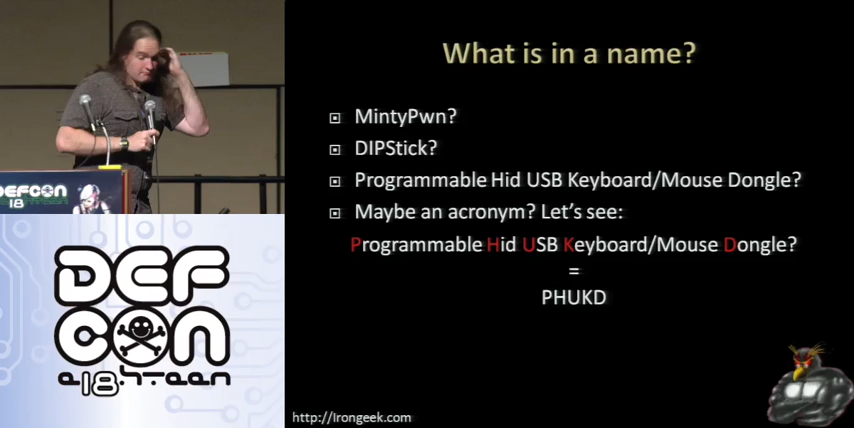 What is in a name?
MintyPwn?
DIPStick?
Programmable Hid USB Keyboard/Mouse Dongle?
Maybe an acronym? Let's see:
Programmable Hid USB Keyboard/Mouse Dongle?
=
PHUKD
http://Irongeek.com
DEFCON
18
DEF
CON
e18hteen